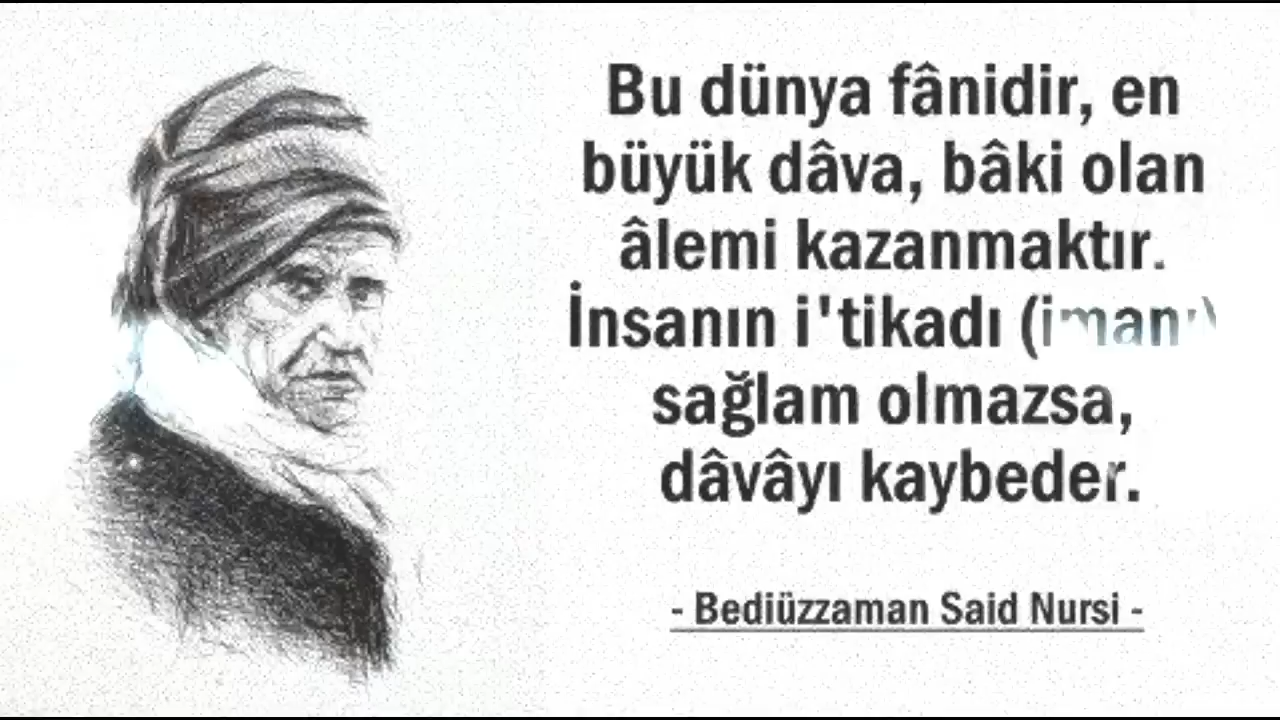 Bu dünya fânidir, en
büyük dâva, bâki olan
âlemi kazanmaktır.
İnsanın i'tikadı (imanı)
sağlam olmazsa,
dâvâyı kaybeder.
- Bediüzzaman Said Nursi -